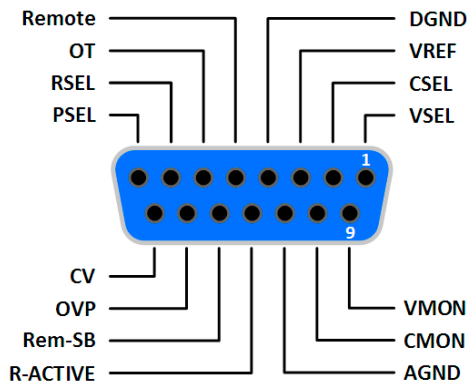 Remote DGND
OT VREF
RSEL CSEL
PSEL VSEL
1
9
CV
OVP VMON
Rem-SB CMON
R-ACTIVE AGND